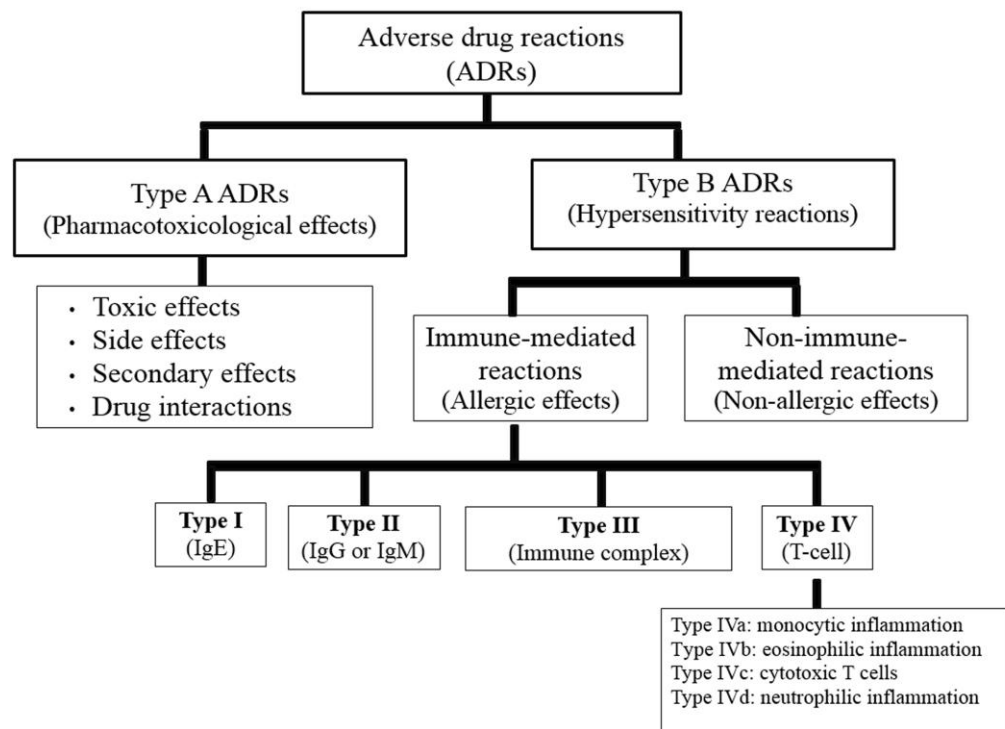 Adverse drug reactions
(ADRs)
Type A ADRs
(Pharmacotoxicological effects)
Type B ADRs
(Hypersensitivity reactions)
• Toxic effects
• Side effects
• Secondary effects
• Drug interactions
Immune-mediated
reactions
(Allergic effects)
Non-immune-
mediated reactions
(Non-allergic effects)
Type I
(IgE)
Type II
(IgG or IgM)
Type III
(Immune complex)
Type IV
(T-cell)
Type IVa: monocytic inflammation
Type IVb: eosinophilic inflammation
Type IVc: cytotoxic T cells
Type IVd: neutrophilic inflammation